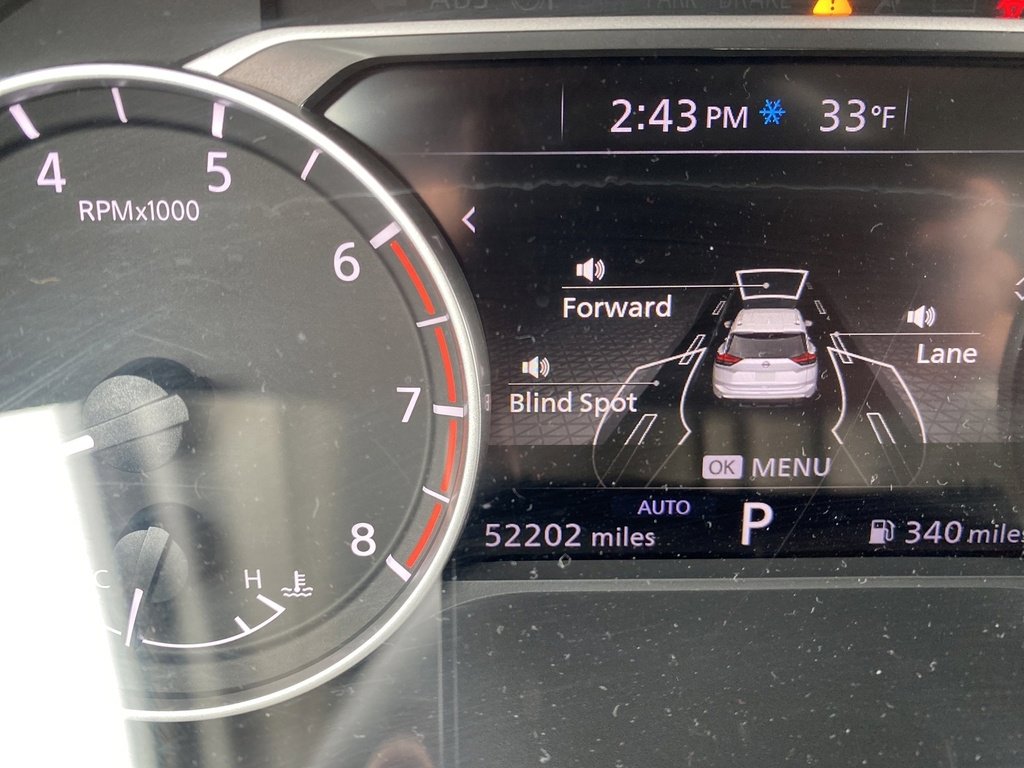 2:43 PM 33°F
4
5
RPMx1000
6
Forward
Lane
7
Blind Spot
OK MENU
AUTO
8
52202 miles
P
340 miles
C
H